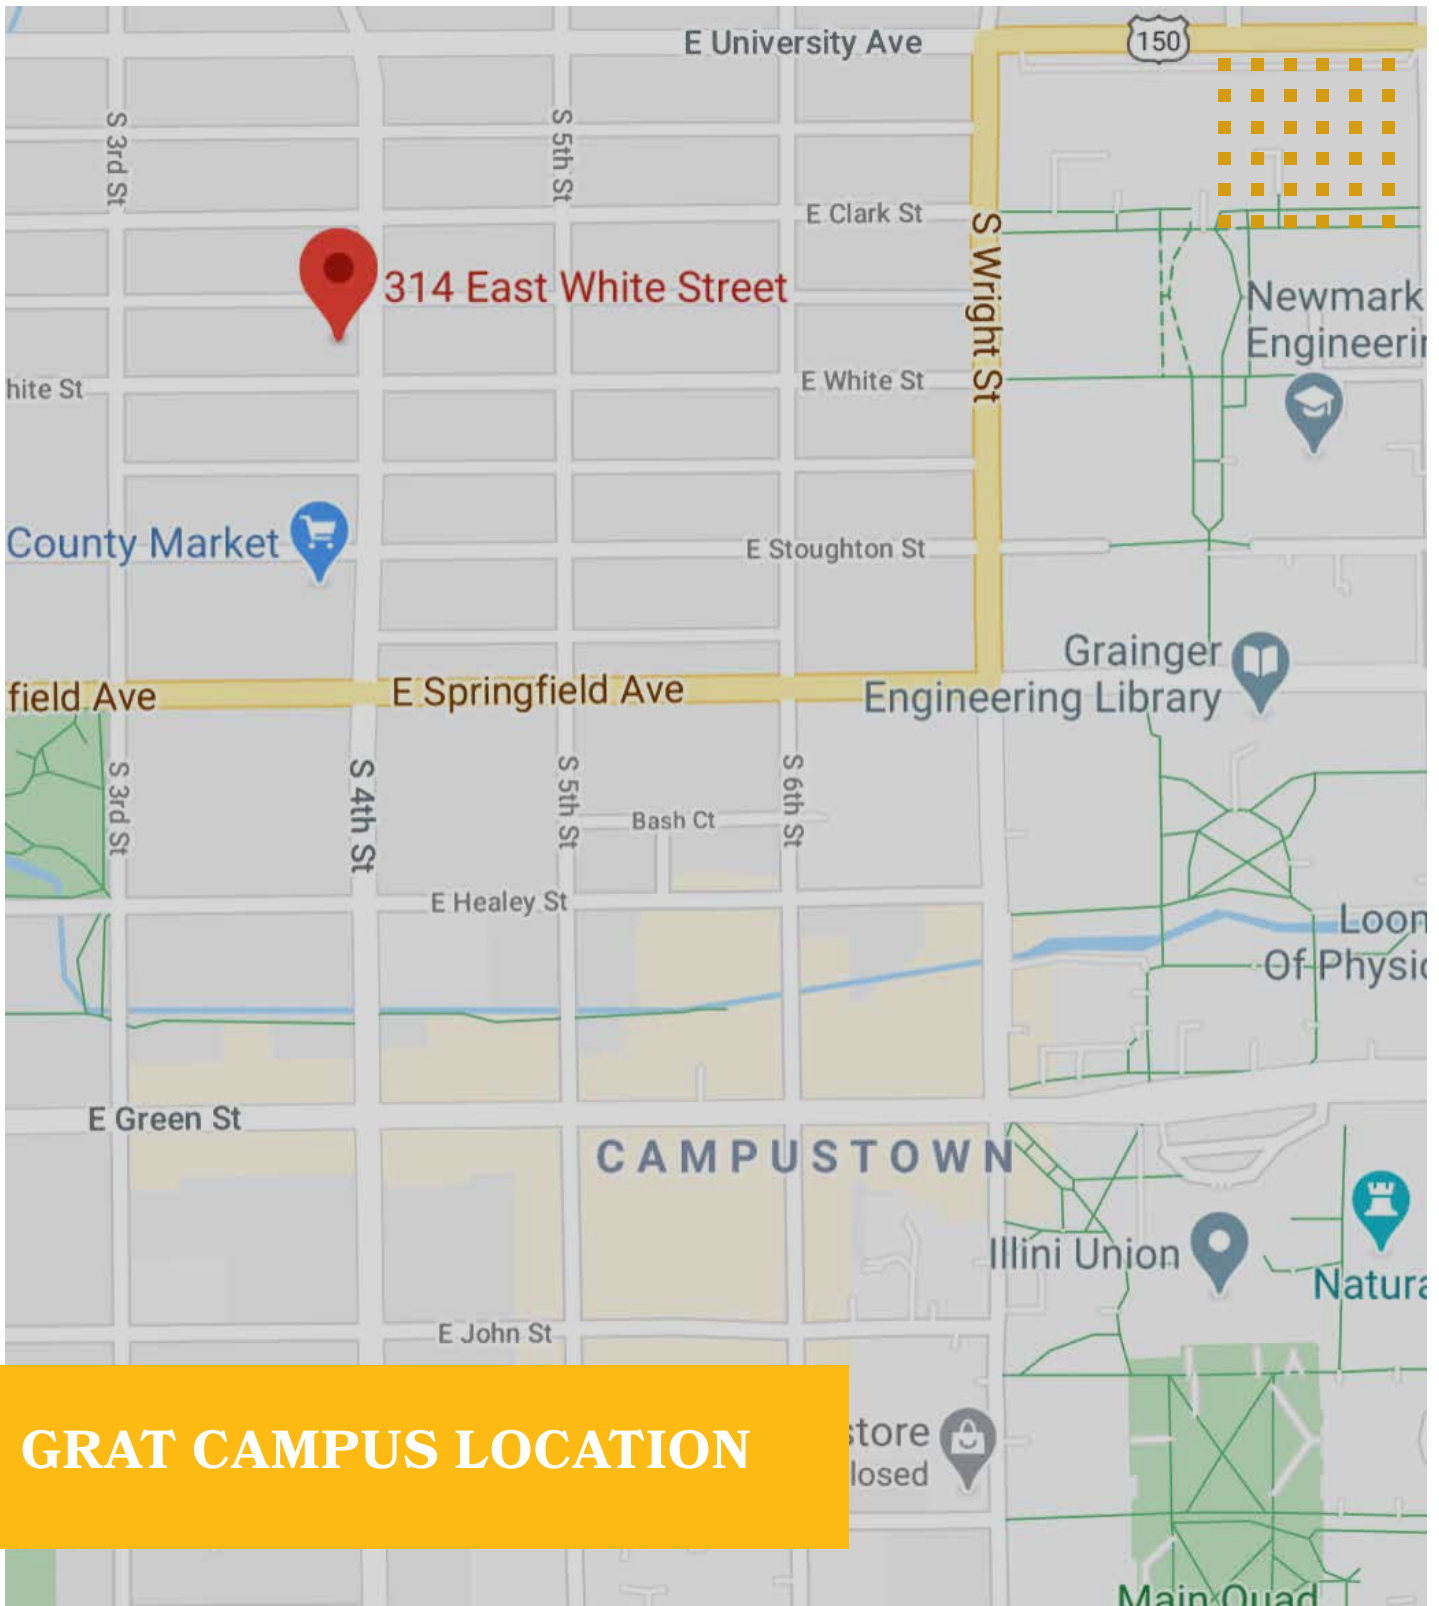 E University Ave
150
S 3rd St
S 5th St
E Clark St
S Wright St
314 East White Street
Newmark
Engineerin
hite St
E White St
County Market
E Stoughton St
Grainger
Engineering Library
field Ave
E Springfield Ave
S 3rd St
S 4th St
S 5th St
S 6th St
Bash Ct
E Healey St
Loon
Of Physic
E Green St
CAMPUSTOWN
Illini Union
Natura
E John St
GRAT CAMPUS LOCATION
store
losed
Main Quad